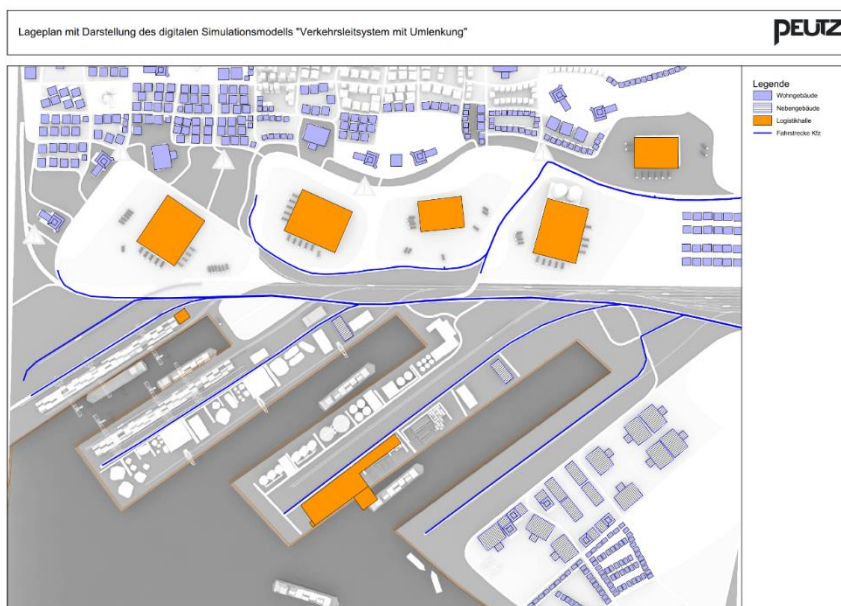 Lageplan mit Darstellung des digitalen Simulationsmodells "Verkehrsleitsystem mit Umlenkung"
PEUTZ
Legende
Wohngebäude
Nebengebäude
Logistikhalle
Fahrstrecke Kfz